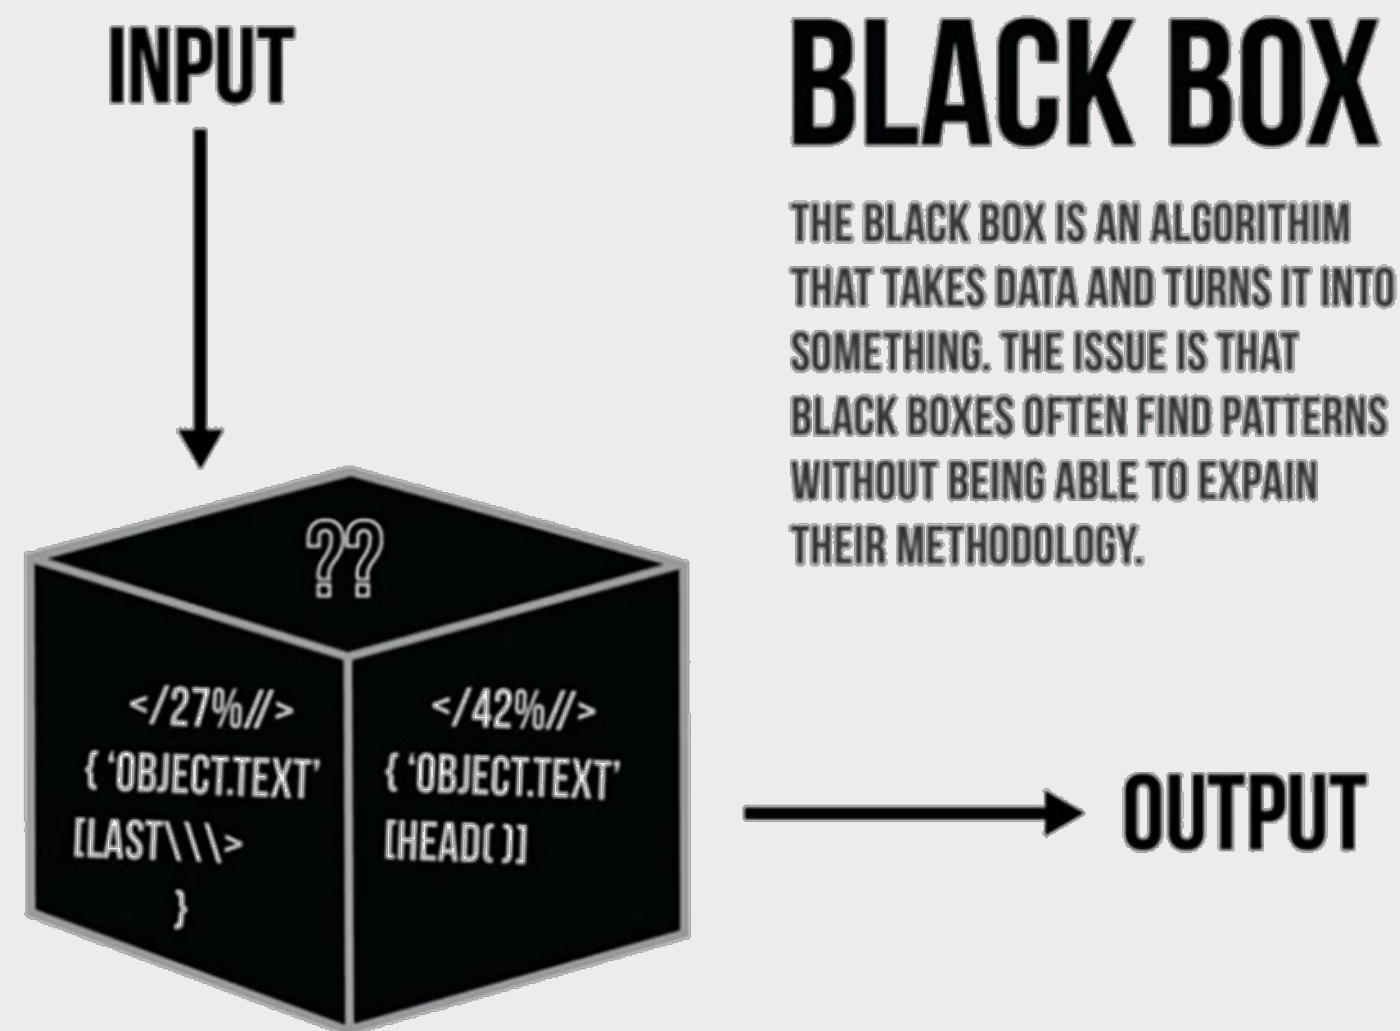 INPUT
BLACK BOX
THE BLACK BOX IS AN ALGORITHIM
THAT TAKES DATA AND TURNS IT INTO
SOMETHING. THE ISSUE IS THAT
BLACK BOXES OFTEN FIND PATTERNS
WITHOUT BEING ABLE TO EXPAIN
THEIR METHODOLOGY.
??
</27%//>
{ ‘OBJECT.TEXT’
[LAST\\\>
}
</42%//>
{ ‘OBJECT.TEXT’
[HEAD( )]
OUTPUT